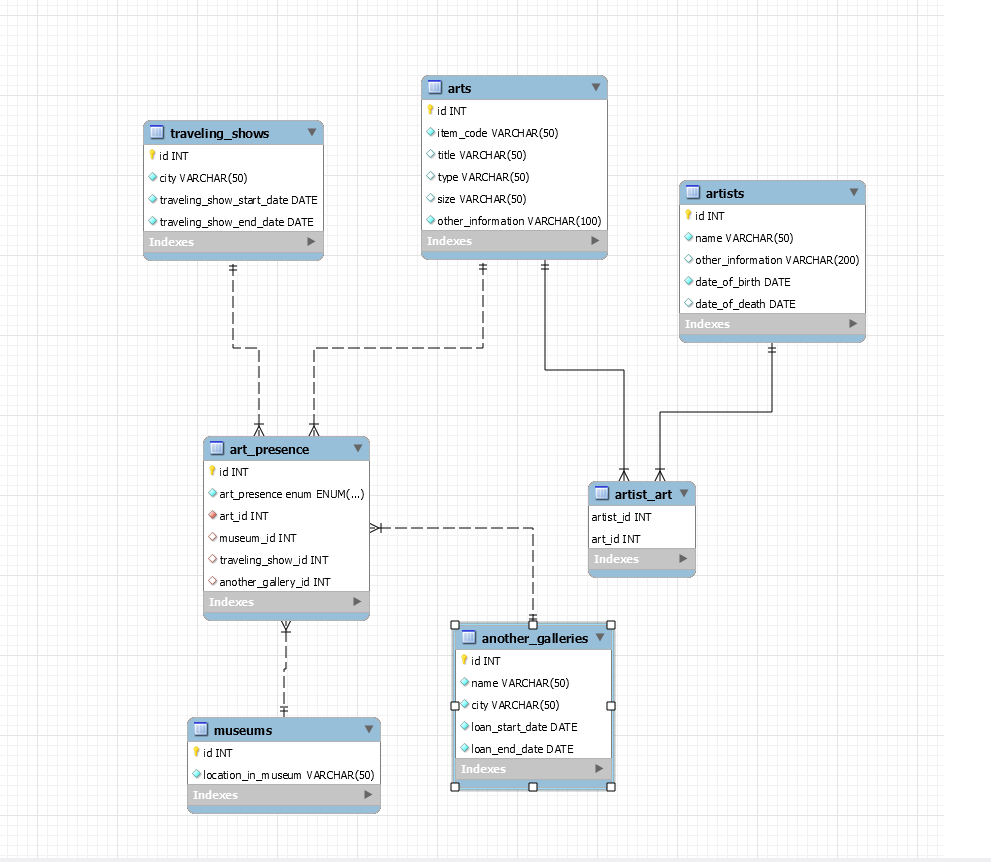 traveling_shows
id INT
city VARCHAR(50)
traveling_show_start_date DATE
traveling_show_end_date DATE
Indexes
arts
id INT
item_code VARCHAR(50)
title VARCHAR(50)
type VARCHAR(50)
size VARCHAR(50)
other_information VARCHAR(100)
Indexes
artists
id INT
name VARCHAR(50)
other_information VARCHAR(200)
date_of_birth DATE
date_of_death DATE
Indexes
art_presence
id INT
art_presence enum ENUM(...)
art_id INT
museum_id INT
traveling_show_id INT
another_gallery_id INT
Indexes
artist_art
artist_id INT
art_id INT
Indexes
another_galleries
id INT
name VARCHAR(50)
city VARCHAR(50)
loan_start_date DATE
loan_end_date DATE
Indexes
museums
id INT
location_in_museum VARCHAR(50)
Indexes